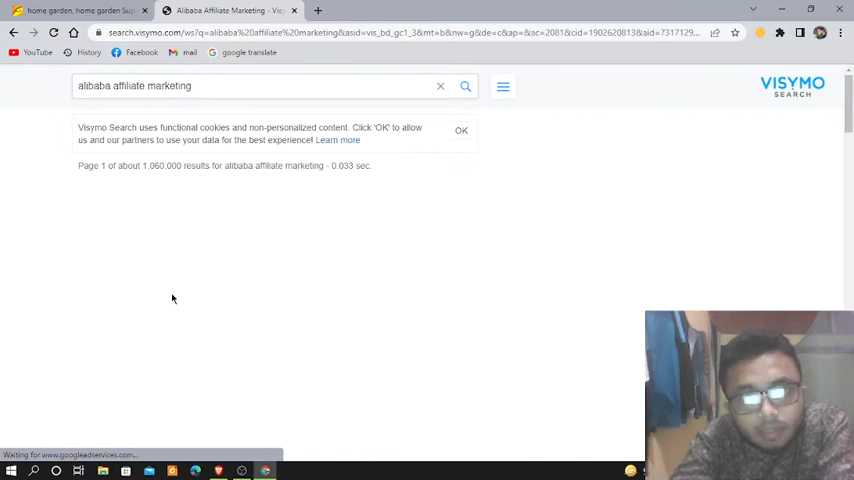 home garden, home garden Sup
Alibaba Affiliate Marketing - Visy
search.visymo.com/ws?q=alibaba%20affiliate%20marketing&asid=vis_bd_gc1_3&mt=b&nw=g&de=c&ap=&ac=2081&cid=1902620813&aid=7317129...
YouTube
History
Facebook
mail
google translate
alibaba affiliate marketing
VISYMO
SEARCH
Visymo Search uses functional cookies and non-personalized content. Click 'OK' to allow
us and our partners to use your data for the best experience! Learn more
OK
Page 1 of about 1.060.000 results for alibaba affiliate marketing - 0.033 sec.
Waiting for www.googleadservices.com...